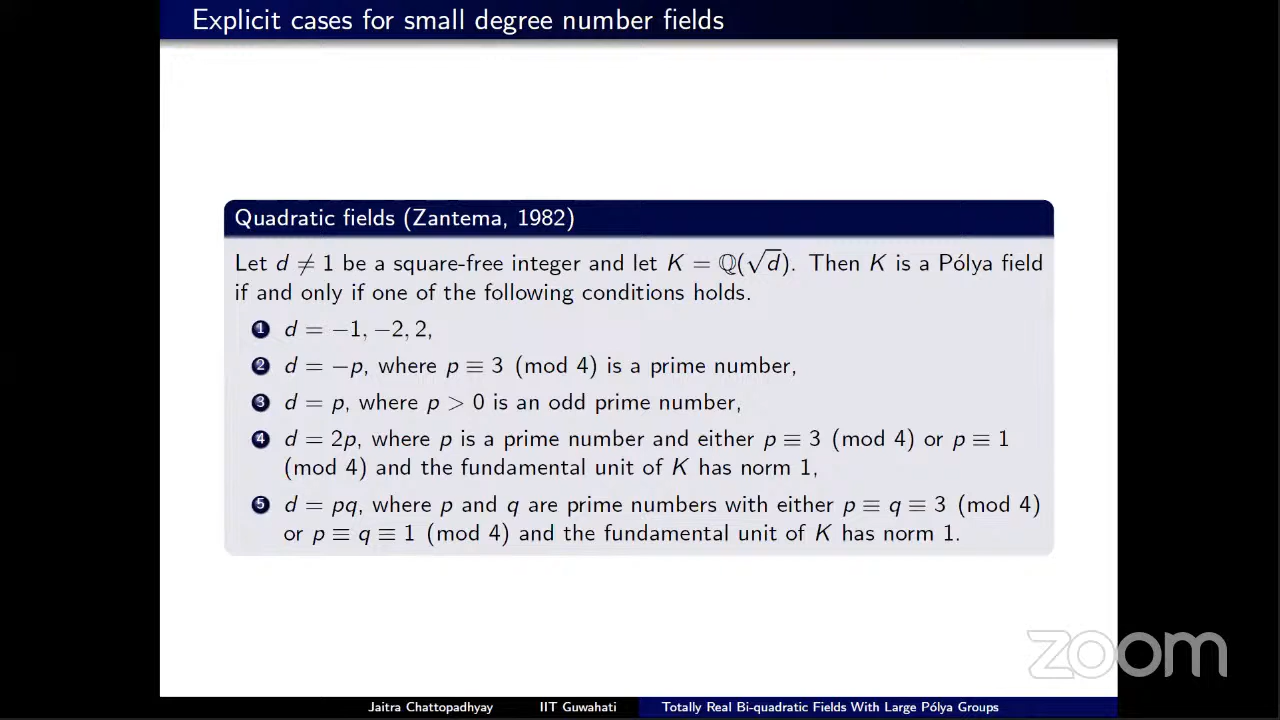 Explicit cases for small degree number fields
Quadratic fields (Zantema, 1982)
Let d ≠ 1 be a square-free integer and let K = ℚ(√d). Then K is a Pólya field
if and only if one of the following conditions holds.
1 d = −1, −2, 2,
2 d = −p, where p ≡ 3 (mod 4) is a prime number,
3 d = p, where p > 0 is an odd prime number,
4 d = 2p, where p is a prime number and either p ≡ 3 (mod 4) or p ≡ 1
(mod 4) and the fundamental unit of K has norm 1,
5 d = pq, where p and q are prime numbers with either p ≡ q ≡ 3 (mod 4)
or p ≡ q ≡ 1 (mod 4) and the fundamental unit of K has norm 1.
zoom
Jaitra Chattopadhyay IIT Guwahati Totally Real Bi-quadratic Fields With Large Pólya Groups